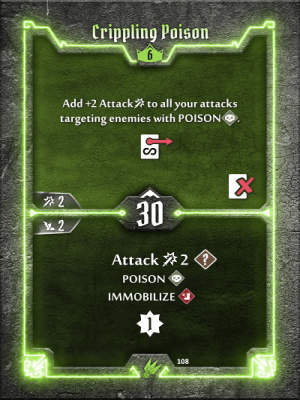 Crippling Poison
6
Add +2 Attack to all your attacks
targeting enemies with POISON.
2
30
2
Attack 2 ?
POISON
IMMOBILIZE
1
108